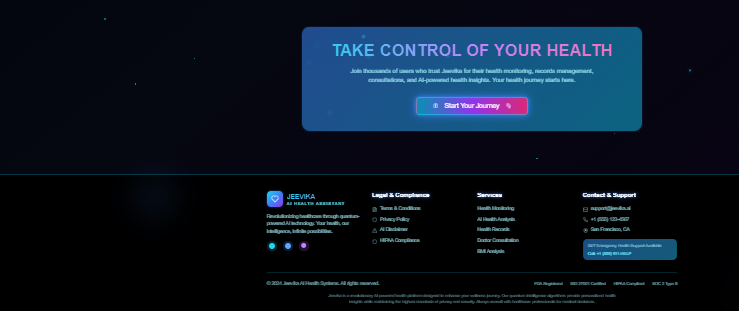 TAKE CONTROL OF YOUR HEALTH
Join thousands of users who trust Jeevika for their health monitoring, records management,
consultations, and AI-powered health insights. Your health journey starts here.
Start Your Journey
JEEVIKA
AI HEALTH ASSISTANT
Revolutionizing healthcare through quantum-
powered AI technology. Your health, our
intelligence, infinite possibilities.
Legal & Compliance
Terms & Conditions
Privacy Policy
AI Disclaimer
HIPAA Compliance
Services
Health Monitoring
AI Health Analysis
Health Records
Doctor Consultation
BMI Analysis
Contact & Support
support@jeevika.ai
+1 (555) 123-4567
San Francisco, CA
24/7 Emergency Health Support Available
Call: +1 (555) 911-HELP
© 2024 Jeevika AI Health Systems. All rights reserved.
FDA Registered
ISO 27001 Certified
HIPAA Compliant
SOC 2 Type II
Jeevika is a revolutionary AI-powered health platform designed to enhance your wellness journey. Our quantum intelligence algorithms provide personalized health
insights while maintaining the highest standards of privacy and security. Always consult with healthcare professionals for medical decisions.